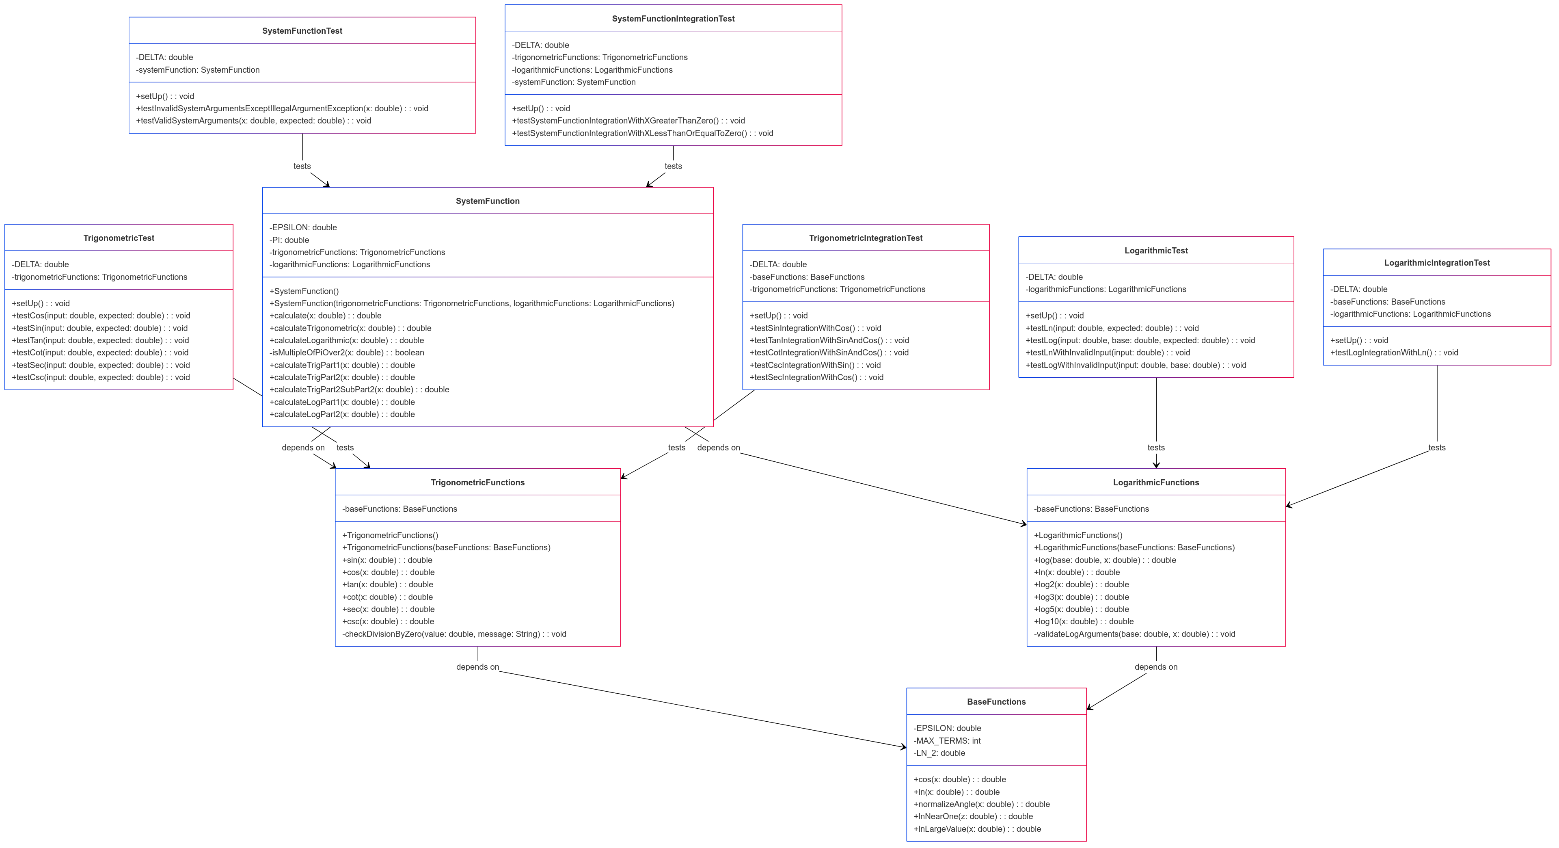 SystemFunctionTest
-DELTA: double
-systemFunction: SystemFunction
+setUp() : : void
+testInvalidSystemArgumentsExceptIllegalArgumentException(x: double) : : void
+testValidSystemArguments(x: double, expected: double) : : void
SystemFunctionIntegrationTest
-DELTA: double
-trigonometricFunctions: TrigonometricFunctions
-logarithmicFunctions: LogarithmicFunctions
-systemFunction: SystemFunction
+setUp() : : void
+testSystemFunctionIntegrationWithXGreaterThanZero() : : void
+testSystemFunctionIntegrationWithXLessThanOrEqualToZero() : : void
tests
tests
TrigonometricTest
-DELTA: double
-trigonometricFunctions: TrigonometricFunctions
+setUp() : : void
+testCos(input: double, expected: double) : : void
+testSin(input: double, expected: double) : : void
+testTan(input: double, expected: double) : : void
+testCot(input: double, expected: double) : : void
+testSec(input: double, expected: double) : : void
+testCsc(input: double, expected: double) : : void
SystemFunction
-EPSILON: double
-PI: double
-trigonometricFunctions: TrigonometricFunctions
-logarithmicFunctions: LogarithmicFunctions
+SystemFunction()
+SystemFunction(trigonometricFunctions: TrigonometricFunctions, logarithmicFunctions: LogarithmicFunctions)
+calculate(x: double) : : double
+calculateTrigonometric(x: double) : : double
+calculateLogarithmic(x: double) : : double
-isMultipleOfPiOver2(x: double) : : boolean
+calculateTrigPart1(x: double) : : double
+calculateTrigPart2(x: double) : : double
+calculateTrigPart2SubPart2(x: double) : : double
+calculateLogPart1(x: double) : : double
+calculateLogPart2(x: double) : : double
TrigonometricIntegrationTest
-DELTA: double
-baseFunctions: BaseFunctions
-trigonometricFunctions: TrigonometricFunctions
+setUp() : : void
+testSinIntegrationWithCos() : : void
+testTanIntegrationWithSinAndCos() : : void
+testCotIntegrationWithSinAndCos() : : void
+testCscIntegrationWithSin() : : void
+testSecIntegrationWithCos() : : void
LogarithmicTest
-DELTA: double
-logarithmicFunctions: LogarithmicFunctions
+setUp() : : void
+testLn(input: double, expected: double) : : void
+testLog(input: double, base: double, expected: double) : : void
+testLnWithInvalidInput(input: double) : : void
+testLogWithInvalidInput(input: double, base: double) : : void
LogarithmicIntegrationTest
-DELTA: double
-baseFunctions: BaseFunctions
-logarithmicFunctions: LogarithmicFunctions
+setUp() : : void
+testLogIntegrationWithLn() : : void
depends on
tests
tests
depends on
tests
tests
TrigonometricFunctions
-baseFunctions: BaseFunctions
+TrigonometricFunctions()
+TrigonometricFunctions(baseFunctions: BaseFunctions)
+sin(x: double) : : double
+cos(x: double) : : double
+tan(x: double) : : double
+cot(x: double) : : double
+sec(x: double) : : double
+csc(x: double) : : double
-checkDivisionByZero(value: double, message: String) : : void
LogarithmicFunctions
-baseFunctions: BaseFunctions
+LogarithmicFunctions()
+LogarithmicFunctions(baseFunctions: BaseFunctions)
+log(base: double, x: double) : : double
+ln(x: double) : : double
+log2(x: double) : : double
+log3(x: double) : : double
+log5(x: double) : : double
+log10(x: double) : : double
-validateLogArguments(base: double, x: double) : : void
depends on
depends on
BaseFunctions
-EPSILON: double
-MAX_TERMS: int
-LN_2: double
+cos(x: double) : : double
+ln(x: double) : : double
+normalizeAngle(x: double) : : double
+lnNearOne(z: double) : : double
+lnLargeValue(x: double) : : double